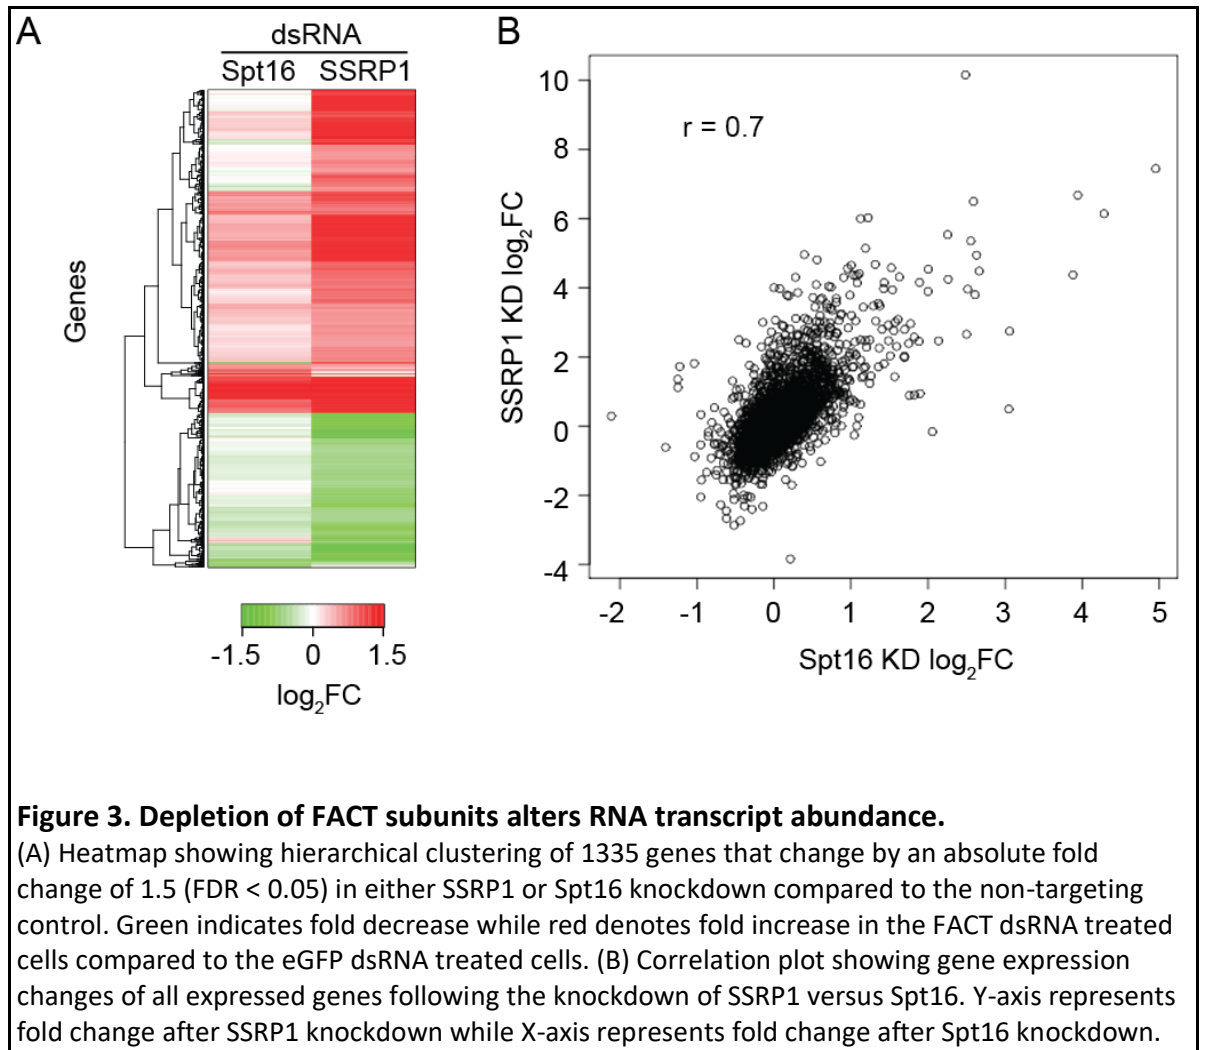 A
dsRNA
Spt16 SSRP1
Genes
-1.5 0 1.5
log2FC
B
r = 0.7
10
8
6
4
2
0
-2
-4
SSRP1 KD log2FC
-2 -1 0 1 2 3 4 5
Spt16 KD log2FC
Figure 3. Depletion of FACT subunits alters RNA transcript abundance.
(A) Heatmap showing hierarchical clustering of 1335 genes that change by an absolute fold
change of 1.5 (FDR < 0.05) in either SSRP1 or Spt16 knockdown compared to the non-targeting
control. Green indicates fold decrease while red denotes fold increase in the FACT dsRNA treated
cells compared to the eGFP dsRNA treated cells. (B) Correlation plot showing gene expression
changes of all expressed genes following the knockdown of SSRP1 versus Spt16. Y-axis represents
fold change after SSRP1 knockdown while X-axis represents fold change after Spt16 knockdown.